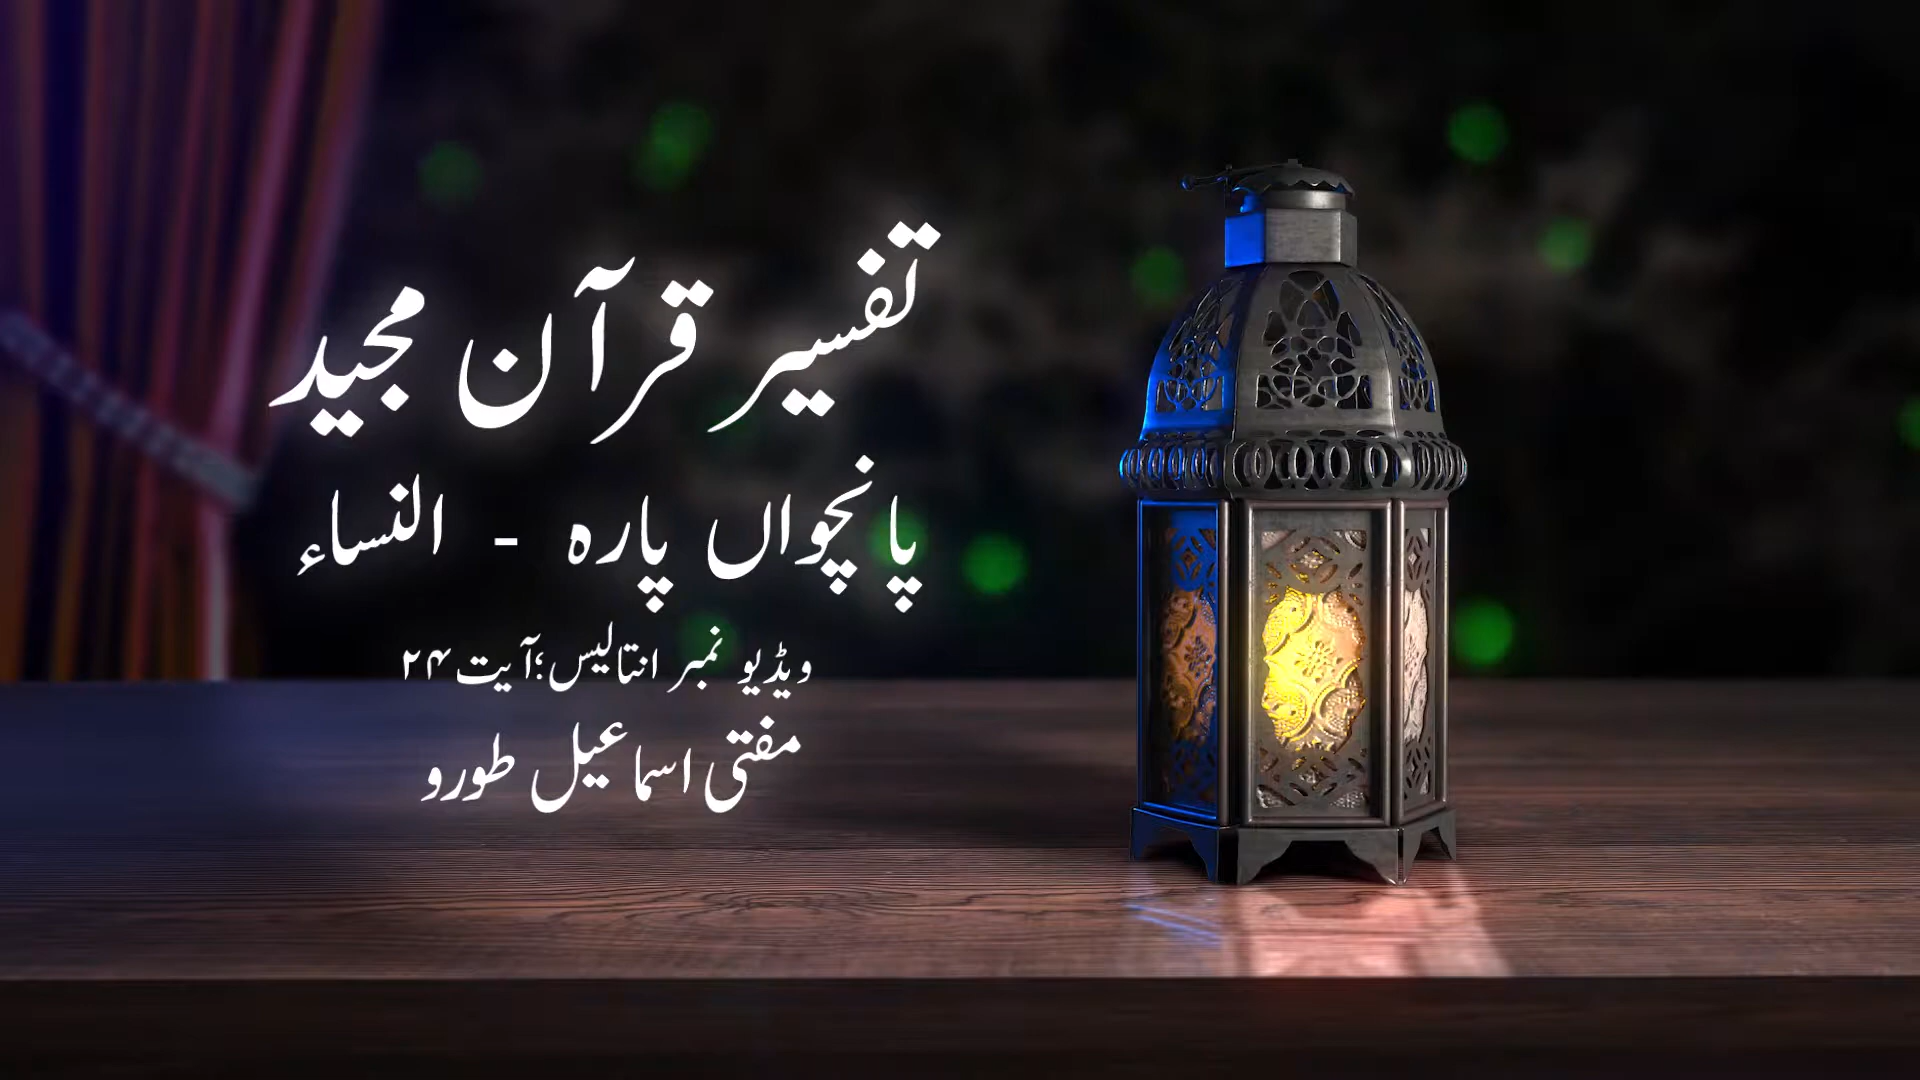 تفسیر قرآن مجید
پانچواں پارہ - النساء
ویڈیو نمبر انتالیس؛آیت ۲۴
مفتی اسماعیل طورو